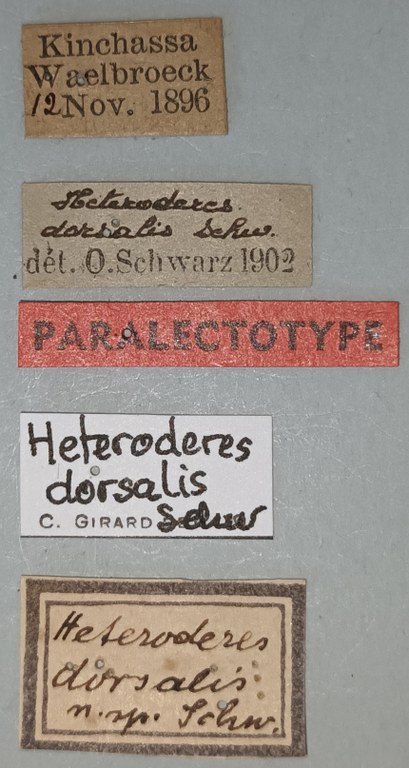 Kinchassa
Waelbroeck
12 Nov. 1896
Heteroderes
dorsalis Schw.
dét. O. Schwarz 1902
PARALECTOTYPE
Heteroderes
dorsalis
C. GIRARD Schw
Heteroderes
dorsalis
n. sp. Schw.